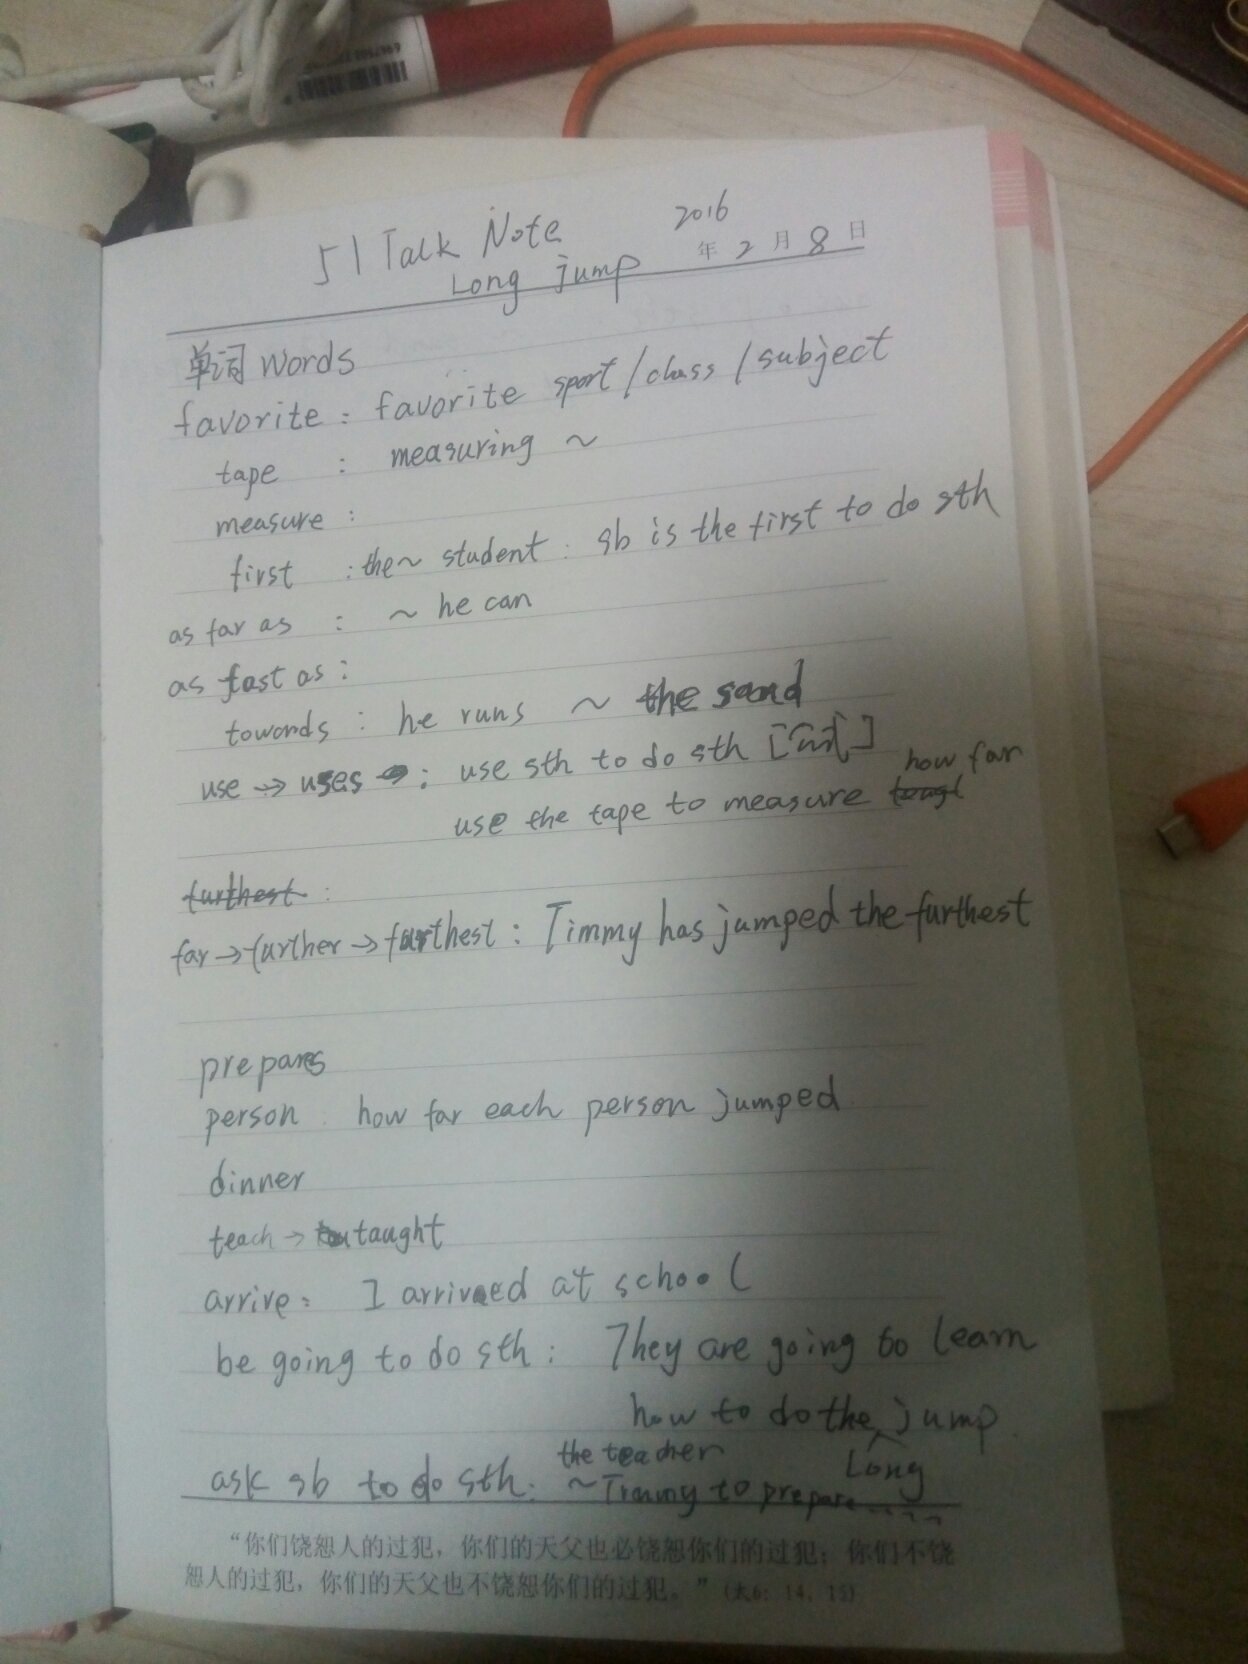 51 Talk Note
2016
年 2 月 8 日
Long jump
单词 words
favorite : favorite sport / class / subject
tape : measuring ~
measure :
first : the ~ student . sb is the first to do sth
as far as : ~ he can
as fast as :
towards : he runs ~ the sand
use → uses : use sth to do sth
how far
use the tape to measure
furthest :
far → further → furthest : Timmy has jumped the furthest
prepares
person . how far each person jumped
dinner
teach → taught
arrive : I arrived at school
be going to do sth : They are going to learn
how to do the jump
Long
the teacher
ask sb to do sth : ~ Timmy to prepare ....
“你们饶恕人的过犯，你们的天父也必饶恕你们的过犯；你们不饶
恕人的过犯，你们的天父也不饶恕你们的过犯。”（太6：14，15）